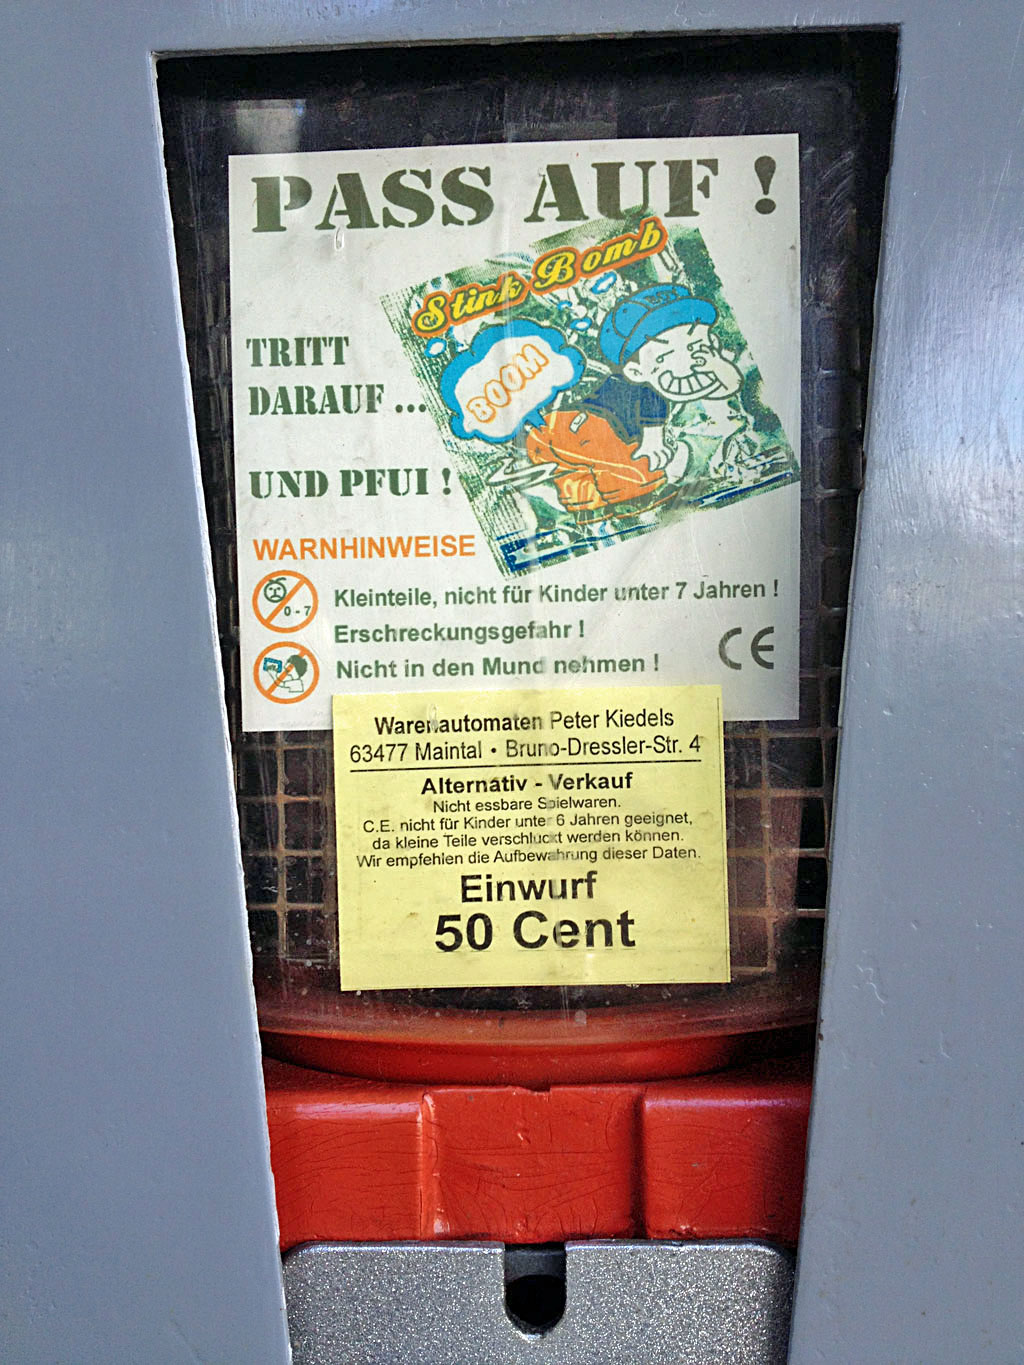 PASS AUF !
Stink Bomb
BOOM
TRITT
DARAUF ...
UND PFUI !
WARNHINWEISE
0 - 7
Kleinteile, nicht für Kinder unter 7 Jahren !
Erschreckungsgefahr !
Nicht in den Mund nehmen !
CE
Warenautomaten Peter Kiedels
63477 Maintal • Bruno-Dressler-Str. 4
Alternativ - Verkauf
Nicht essbare Spielwaren.
C.E. nicht für Kinder unter 6 Jahren geeignet,
da kleine Teile verschluckt werden können.
Wir empfehlen die Aufbewahrung dieser Daten.
Einwurf
50 Cent